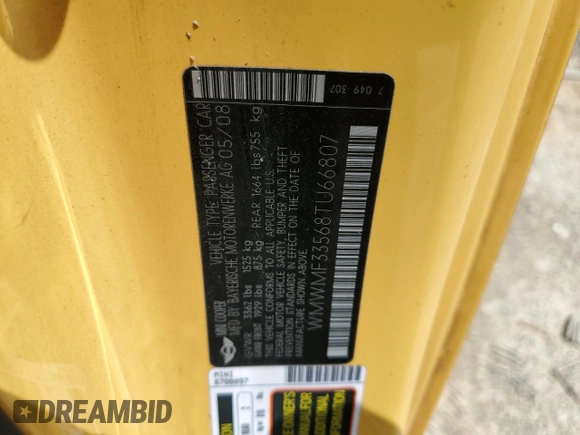 7 049 307
MINI COOPER
VEHICLE TYPE: PASSENGER CAR
MFD BY BAYERISCHE MOTORENWERKE AG 05/08
GVWR 3362 lbs 1525 kg
GAWR FRONT 1929 lbs 875 kg REAR 1664 lbs 755 kg
THIS VEHICLE CONFORMS TO ALL APPLICABLE U.S.
FEDERAL MOTOR VEHICLE SAFETY, BUMPER, AND THEFT
PREVENTION STANDARDS IN EFFECT ON THE DATE OF
MANUFACTURE SHOWN ABOVE.
WMWMF33568TU66807
MINI
DREAMBID